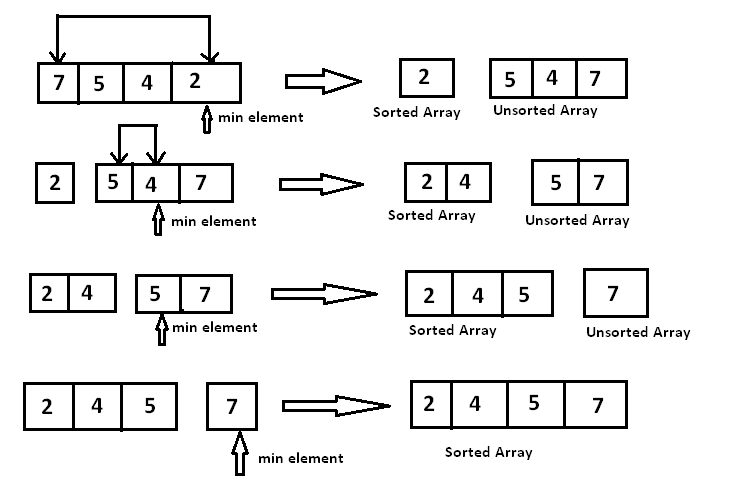 7 5 4 2
2
5 4 7
min element
Sorted Array
Unsorted Array
2
5 4 7
2 4
5 7
min element
Sorted Array
Unsorted Array
2 4
5 7
2 4 5
7
min element
Sorted Array
Unsorted Array
2 4 5
7
2 4 5 7
min element
Sorted Array